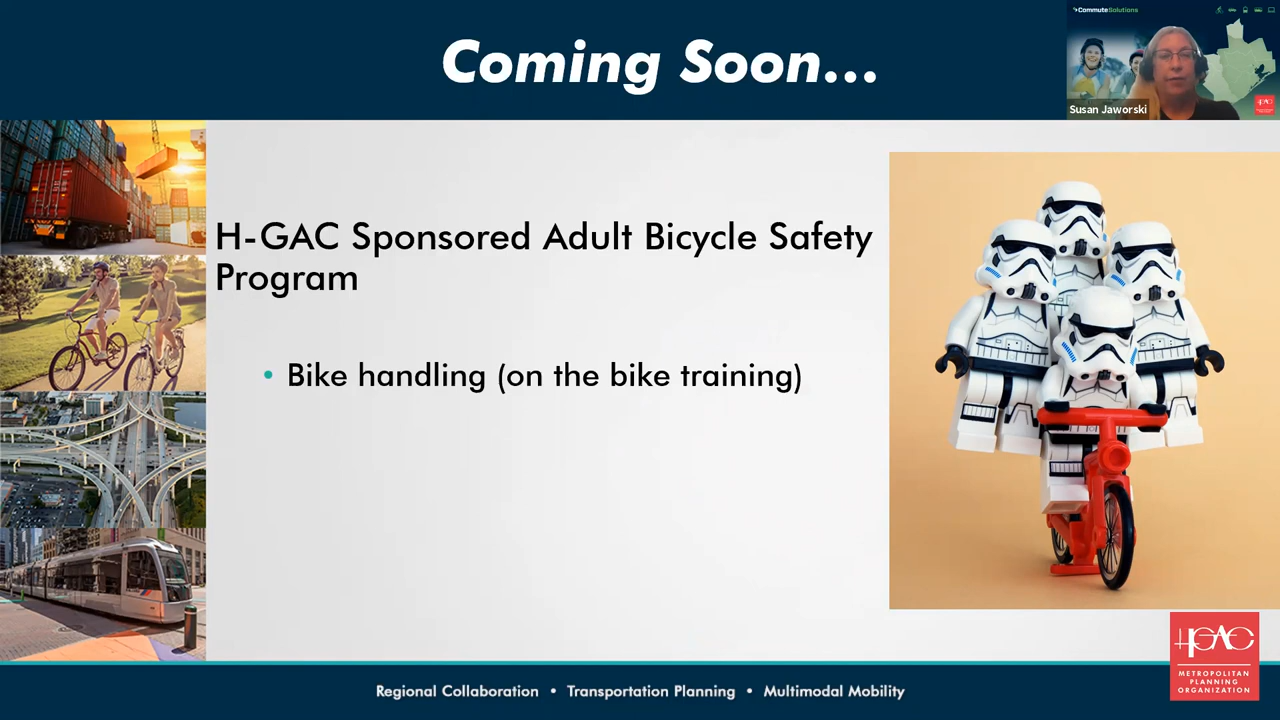 Coming Soon...
CommuteSolutions
Susan Jaworski
H-GAC Sponsored Adult Bicycle Safety
Program
• Bike handling (on the bike training)
HGAC
METROPOLITAN
PLANNING
ORGANIZATION
Regional Collaboration • Transportation Planning • Multimodal Mobility